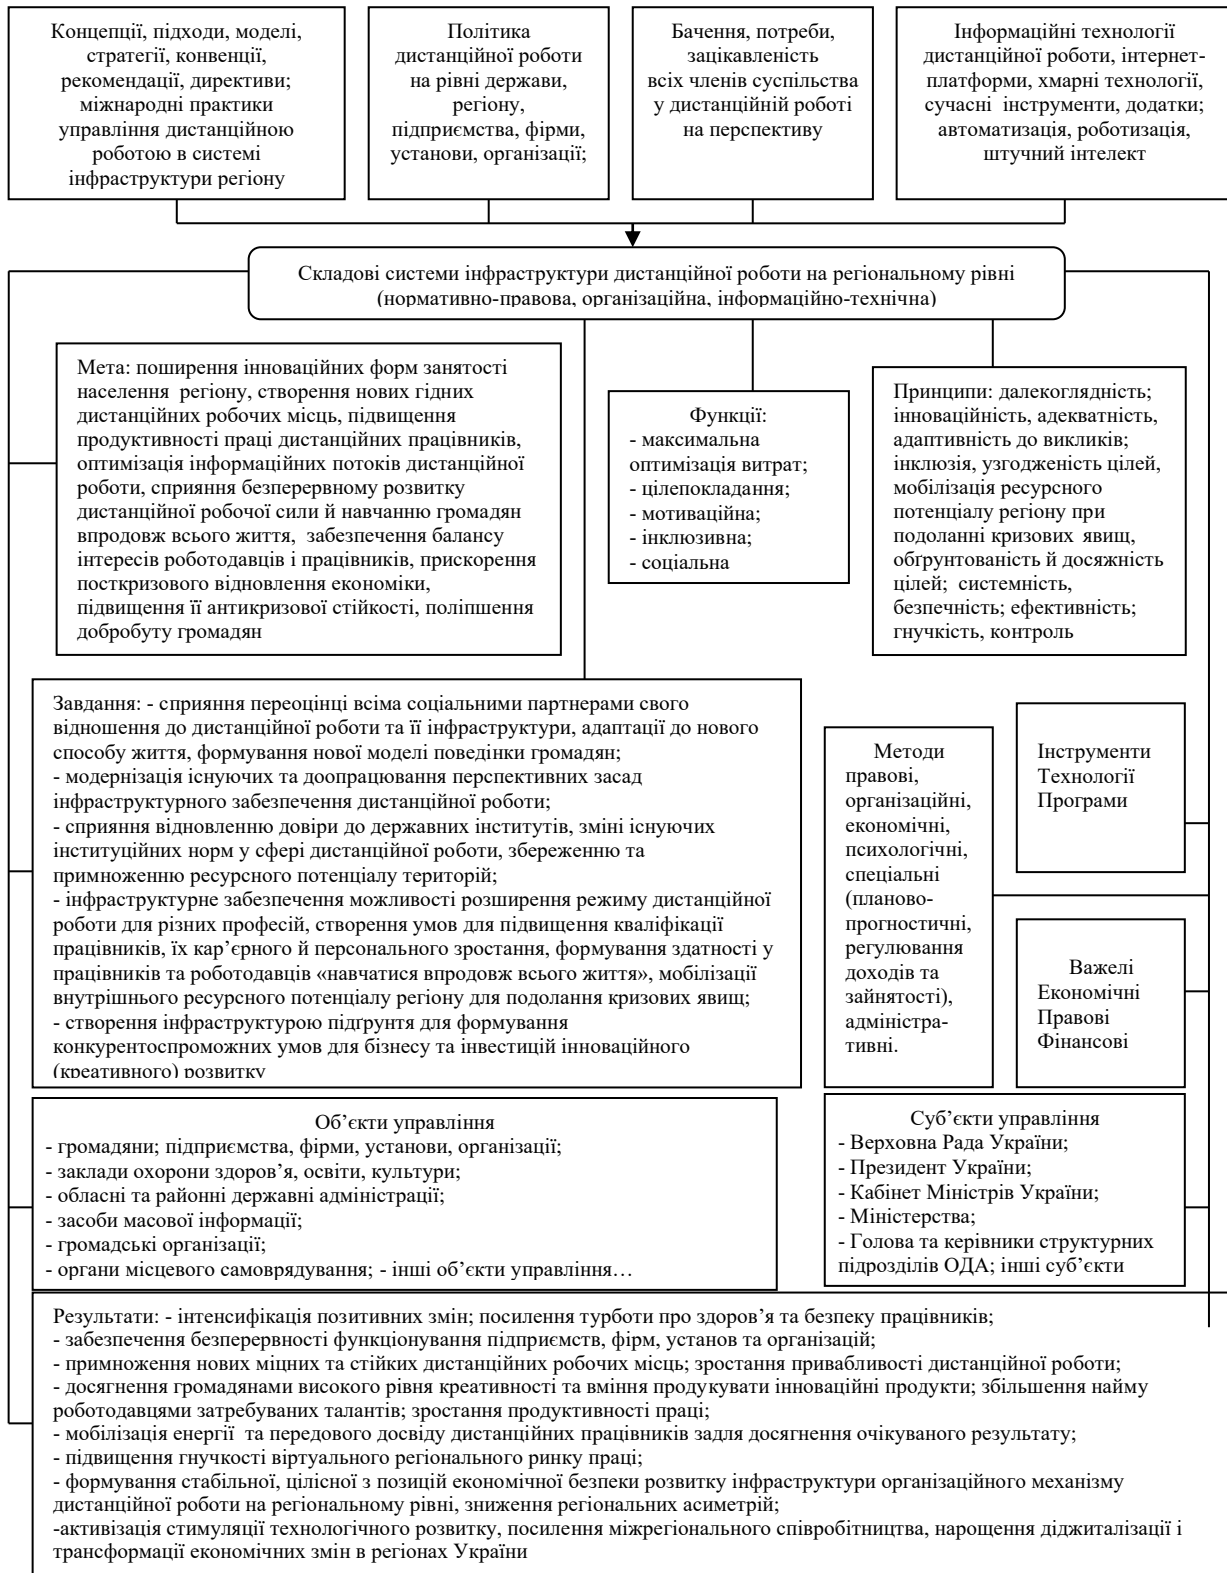 Концепції, підходи, моделі,
стратегії, конвенції,
рекомендації, директиви;
міжнародні практики
управління дистанційною
роботою в системі
інфраструктури регіону
Політика
дистанційної роботи
на рівні держави,
регіону,
підприємства, фірми,
установи, організації;
Бачення, потреби,
зацікавленість
всіх членів суспільства
у дистанційній роботі
на перспективу
Інформаційні технології
дистанційної роботи, інтернет-
платформи, хмарні технології,
сучасні інструменти, додатки;
автоматизація, роботизація,
штучний інтелект
Складові системи інфраструктури дистанційної роботи на регіональному рівні
(нормативно-правова, організаційна, інформаційно-технічна)
Мета: поширення інноваційних форм занятості
населення регіону, створення нових гідних
дистанційних робочих місць, підвищення
продуктивності праці дистанційних працівників,
оптимізація інформаційних потоків дистанційної
роботи, сприяння безперервному розвитку
дистанційної робочої сили й навчанню громадян
впродовж всього життя, забезпечення балансу
інтересів роботодавців і працівників, прискорення
посткризового відновлення економіки,
підвищення її антикризової стійкості, поліпшення
добробуту громадян
Функції:
- максимальна
оптимізація витрат;
- цілепокладання;
- мотиваційна;
- інклюзивна;
- соціальна
Принципи: далекоглядність;
інноваційність, адекватність,
адаптивність до викликів;
інклюзія, узгодженість цілей,
мобілізація ресурсного
потенціалу регіону при
подоланні кризових явищ,
обґрунтованість й досяжність
цілей; системність,
безпечність; ефективність;
гнучкість, контроль
Завдання: - сприяння переоцінці всіма соціальними партнерами свого
відношення до дистанційної роботи та її інфраструктури, адаптації до нового
способу життя, формування нової моделі поведінки громадян;
- модернізація існуючих та доопрацювання перспективних засад
інфраструктурного забезпечення дистанційної роботи;
- сприяння відновленню довіри до державних інститутів, зміні існуючих
інституційних норм у сфері дистанційної роботи, збереженню та
примноженню ресурсного потенціалу територій;
- інфраструктурне забезпечення можливості розширення режиму дистанційної
роботи для різних професій, створення умов для підвищення кваліфікації
працівників, їх кар’єрного й персонального зростання, формування здатності у
працівників та роботодавців «навчатися впродовж всього життя», мобілізації
внутрішнього ресурсного потенціалу регіону для подолання кризових явищ;
- створення інфраструктурою підґрунтя для формування
конкурентоспроможних умов для бізнесу та інвестицій інноваційного
(креативного) розвитку
Методи
правові,
організаційні,
економічні,
психологічні,
спеціальні
(планово-
прогностичні,
регулювання
доходів та
зайнятості),
адміністра-
тивні.
Інструменти
Технології
Програми
Важелі
Економічні
Правові
Фінансові
Об’єкти управління
- громадяни; підприємства, фірми, установи, організації;
- заклади охорони здоров’я, освіти, культури;
- обласні та районні державні адміністрації;
- засоби масової інформації;
- громадські організації;
- органи місцевого самоврядування; - інші об’єкти управління…
Суб’єкти управління
- Верховна Рада України;
- Президент України;
- Кабінет Міністрів України;
- Міністерства;
- Голова та керівники структурних
підрозділів ОДА; інші суб’єкти
Результати: - інтенсифікація позитивних змін; посилення турботи про здоров’я та безпеку працівників;
- забезпечення безперервності функціонування підприємств, фірм, установ та організацій;
- примноження нових міцних та стійких дистанційних робочих місць; зростання привабливості дистанційної роботи;
- досягнення громадянами високого рівня креативності та вміння продукувати інноваційні продукти; збільшення найму
роботодавцями затребуваних талантів; зростання продуктивності праці;
- мобілізація енергії та передового досвіду дистанційних працівників задля досягнення очікуваного результату;
- підвищення гнучкості віртуального регіонального ринку праці;
- формування стабільної, цілісної з позицій економічної безпеки розвитку інфраструктури організаційного механізму
дистанційної роботи на регіональному рівні, зниження регіональних асиметрій;
-активізація стимуляції технологічного розвитку, посилення міжрегіонального співробітництва, нарощення діджиталізації і
трансформації економічних змін в регіонах України